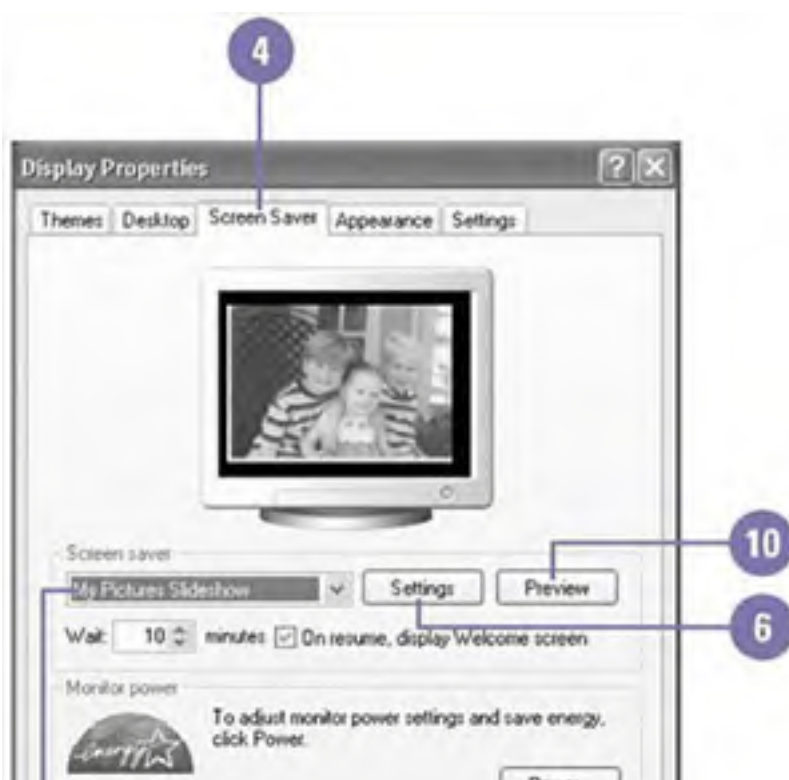 4
Display Properties
Themes Desktop Screen Saver Appearance Settings
Screen saver
10
My Pictures Slideshow Settings Preview
6
Wait: 10 minutes On resume, display Welcome screen
Monitor power
To adjust monitor power settings and save energy,
click Power.
energy